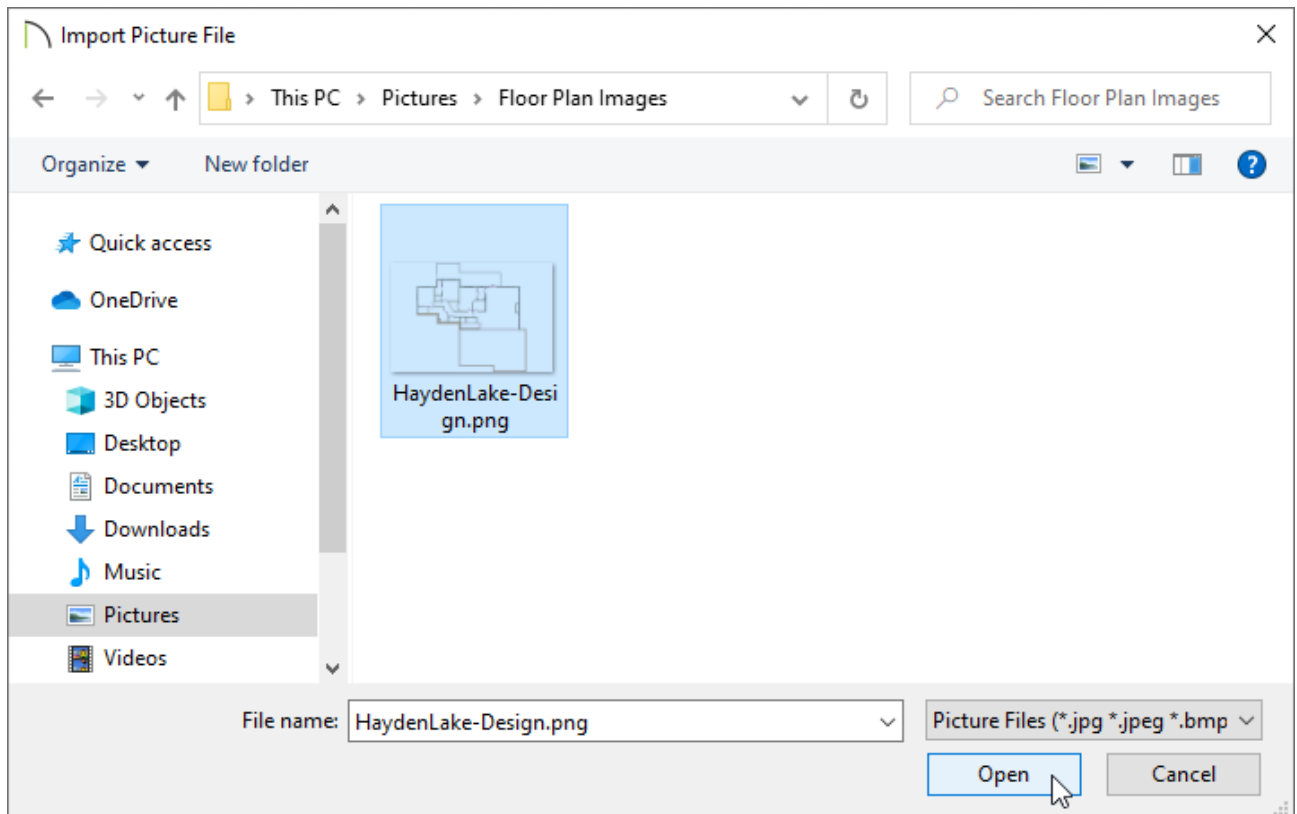 Import Picture File
This PC > Pictures > Floor Plan Images
Search Floor Plan Images
Organize
New folder
?
Quick access
OneDrive
This PC
3D Objects
Desktop
Documents
Downloads
Music
Pictures
Videos
HaydenLake-Desi
gn.png
File name: HaydenLake-Design.png
Picture Files (*.jpg *.jpeg *.bmp
Open
Cancel